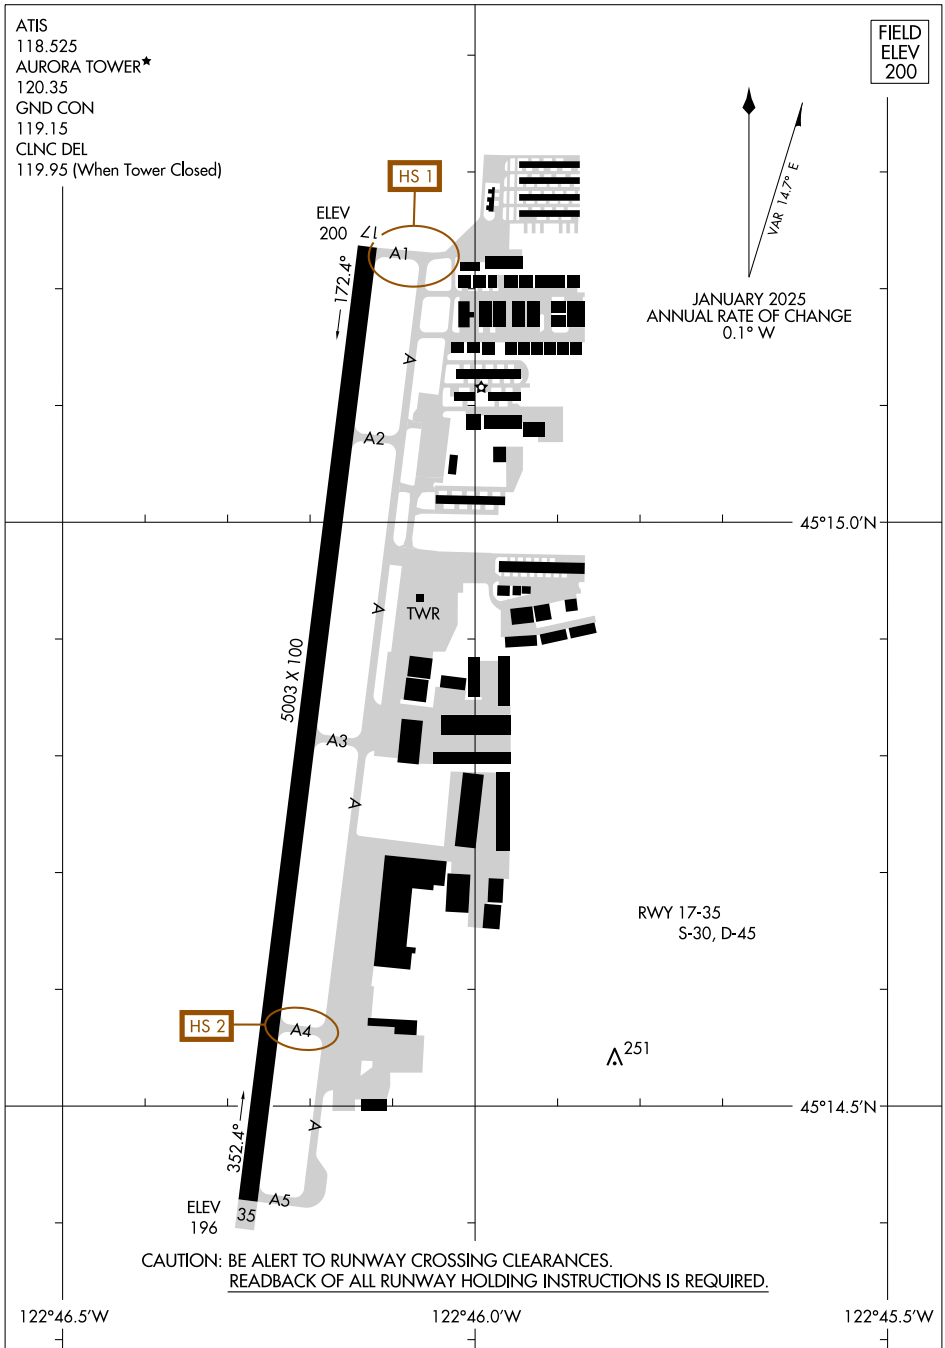 ATIS
118.525
AURORA TOWER★
120.35
GND CON
119.15
CLNC DEL
119.95 (When Tower Closed)
FIELD
ELEV
200
HS 1
VAR 14.7° E
JANUARY 2025
ANNUAL RATE OF CHANGE
0.1° W
ELEV
200
17
A1
172.4°
A
A2
45°15.0'N
A
TWR
5003 X 100
A3
A
RWY 17-35
S-30, D-45
HS 2
A4
251
45°14.5'N
352.4°
A
A5
ELEV
196
35
CAUTION: BE ALERT TO RUNWAY CROSSING CLEARANCES.
READBACK OF ALL RUNWAY HOLDING INSTRUCTIONS IS REQUIRED.
122°46.5'W
122°46.0'W
122°45.5'W